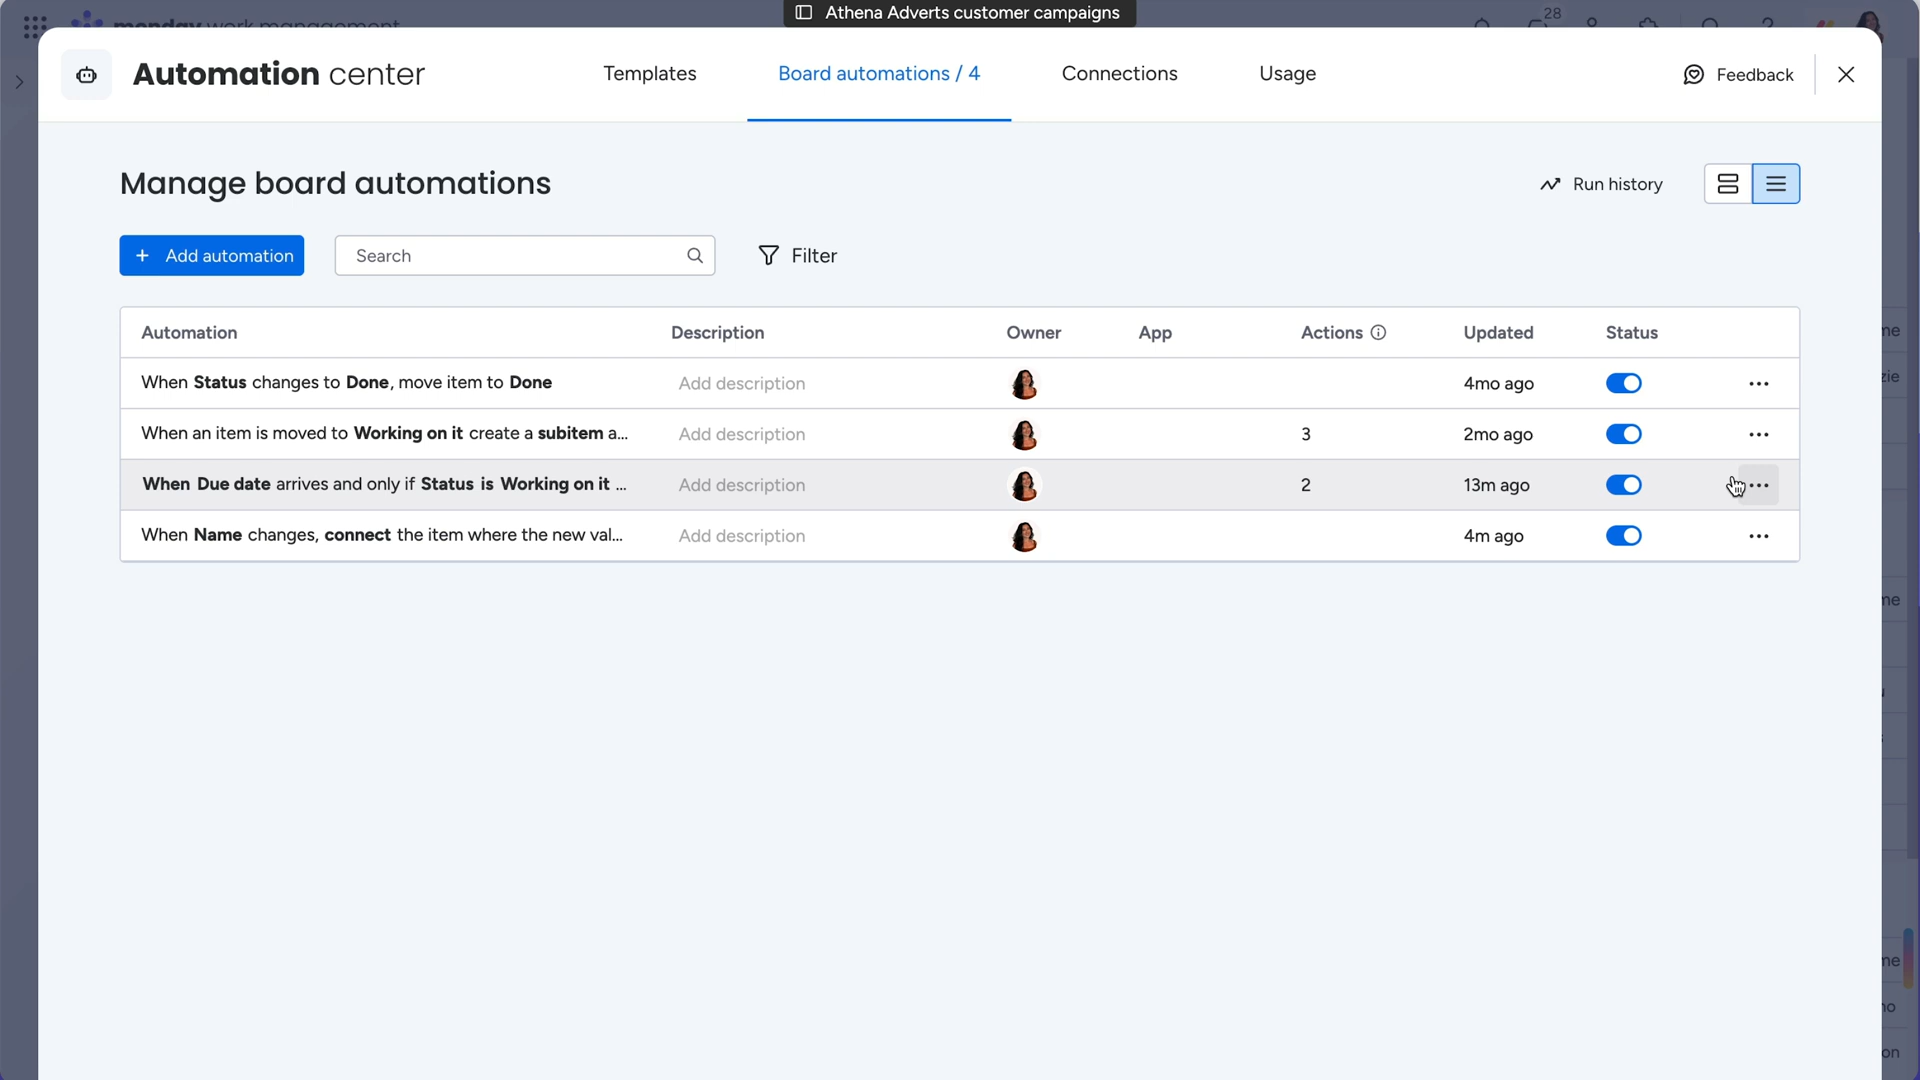 Athena Adverts customer campaigns
monday work management
28
Automation center
Templates
Board automations / 4
Connections
Usage
Feedback
Manage board automations
Run history
+ Add automation
Search
Filter
Automation Description Owner App Actions Updated Status
When Status changes to Done, move item to Done Add description 4mo ago
When an item is moved to Working on it create a subitem a... Add description 3 2mo ago
When Due date arrives and only if Status is Working on it ... Add description 2 13m ago
When Name changes, connect the item where the new val... Add description 4m ago